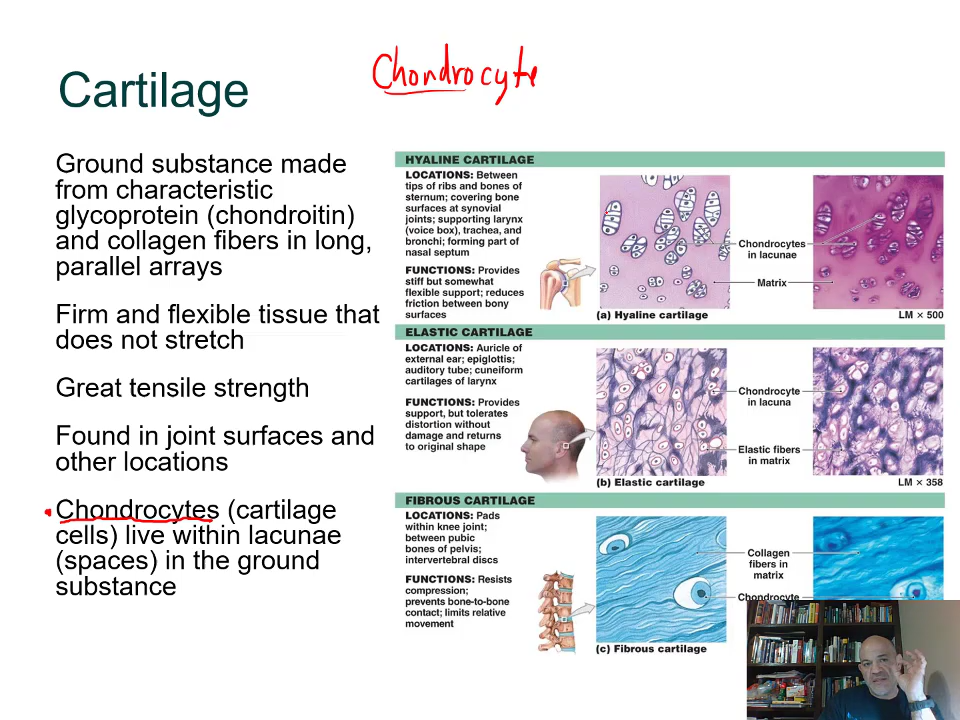 Chondrocyte
Cartilage
Ground substance made
from characteristic
glycoprotein (chondroitin)
and collagen fibers in long,
parallel arrays
Firm and flexible tissue that
does not stretch
Great tensile strength
Found in joint surfaces and
other locations
Chondrocytes (cartilage
cells) live within lacunae
(spaces) in the ground
substance
HYALINE CARTILAGE
LOCATIONS: Between
tips of ribs and bones of
sternum; covering bone
surfaces at synovial
joints; supporting larynx
(voice box), trachea, and
bronchi; forming part of
nasal septum
FUNCTIONS: Provides
stiff but somewhat
flexible support; reduces
friction between bony
surfaces
Chondrocytes
in lacunae
Matrix
(a) Hyaline cartilage
LM × 500
ELASTIC CARTILAGE
LOCATIONS: Auricle of
external ear; epiglottis;
auditory tube; cuneiform
cartilages of larynx
FUNCTIONS: Provides
support, but tolerates
distortion without
damage and returns
to original shape
Chondrocyte
in lacuna
Elastic fibers
in matrix
(b) Elastic cartilage
LM × 358
FIBROUS CARTILAGE
LOCATIONS: Pads
within knee joint;
between pubic
bones of pelvis;
intervertebral discs
FUNCTIONS: Resists
compression;
prevents bone-to-bone
contact; limits relative
movement
Collagen
fibers in
matrix
Chondrocyte
(c) Fibrous cartilage